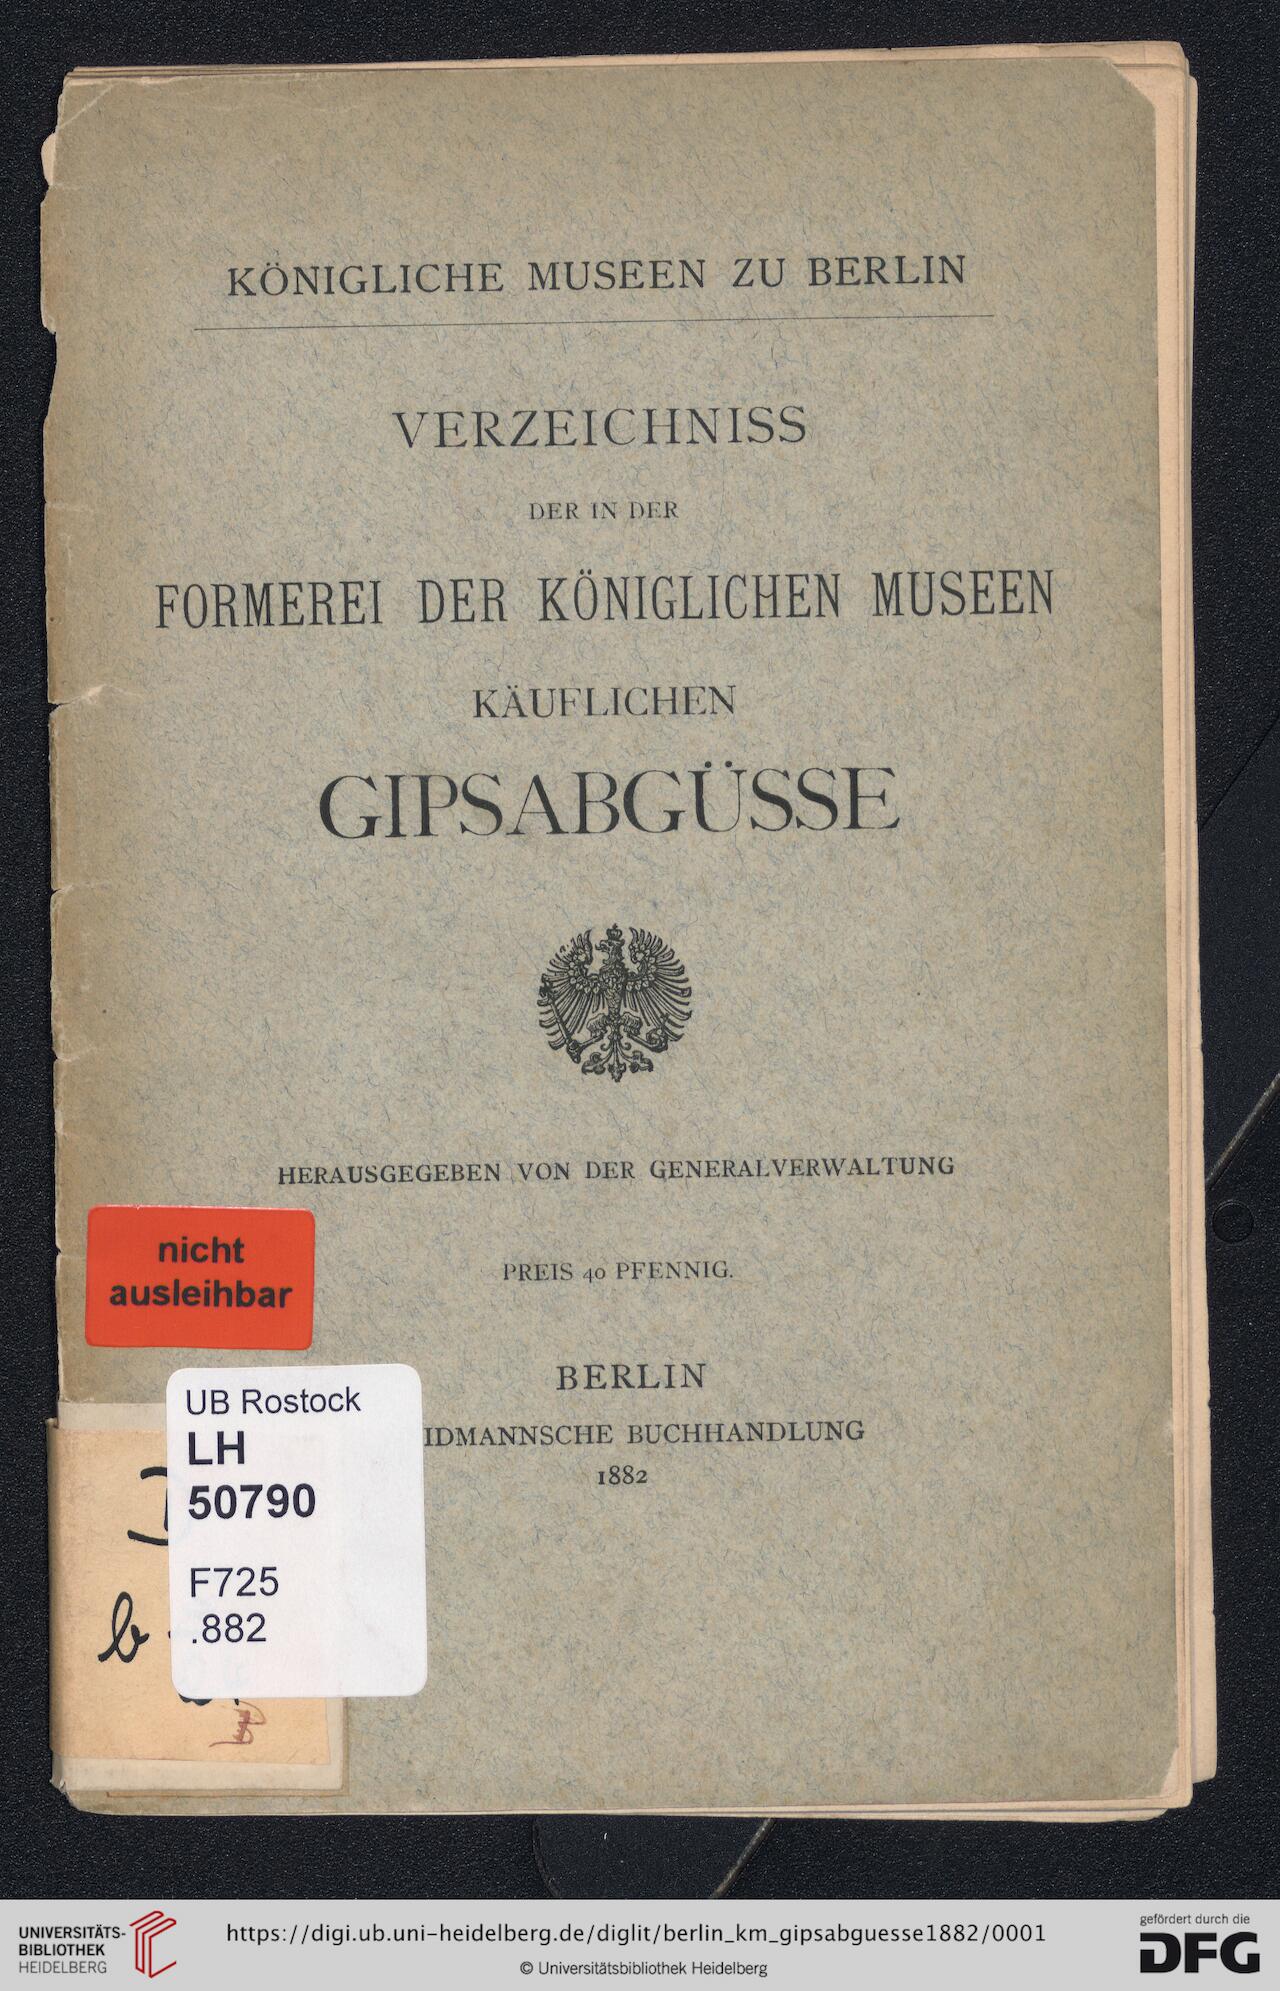 KÖNIGLICHE MUSEEN ZU BERLIN
VERZEICHNISS
DER IN DER
FORMEREI DER KÖNIGLICHEN MUSEEN
KÄUFLICHEN
GIPSABGÜSSE
HERAUSGEGEBEN VON DER GENERALVERWALTUNG
PREIS 40 PFENNIG.
BERLIN
IDMANNSCHE BUCHHANDLUNG
1882
nicht
ausleihbar
UB Rostock
LH
50790
F725
.882
b
UNIVERSITÄTS-
BIBLIOTHEK
HEIDELBERG
https://digi.ub.uni-heidelberg.de/diglit/berlin_km_gipsabguesse1882/0001
© Universitätsbibliothek Heidelberg
gefördert durch die
DFG